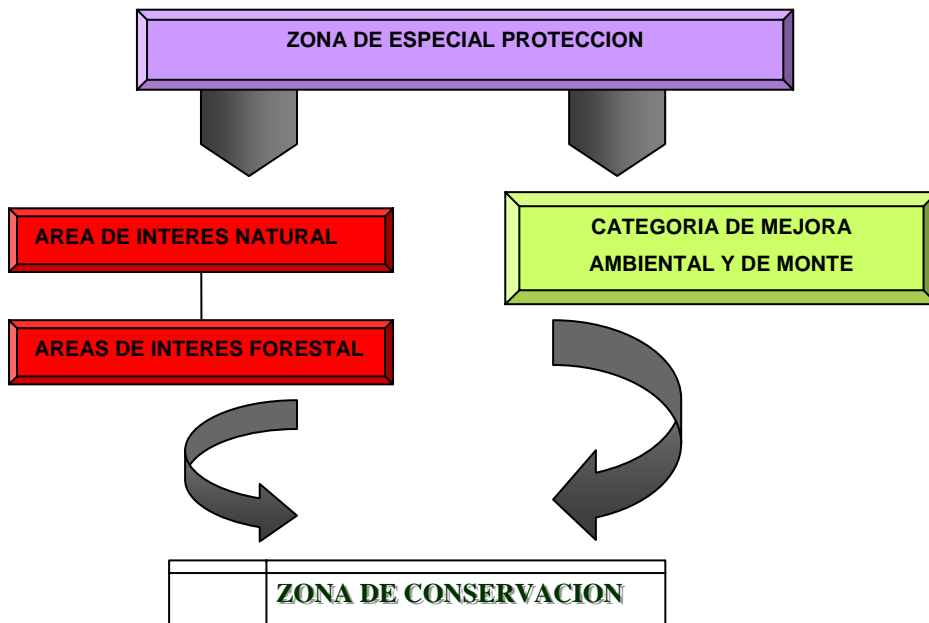 ZONA DE ESPECIAL PROTECCION
AREA DE INTERES NATURAL
CATEGORIA DE MEJORA
AMBIENTAL Y DE MONTE
AREAS DE INTERES FORESTAL
ZONA DE CONSERVACION